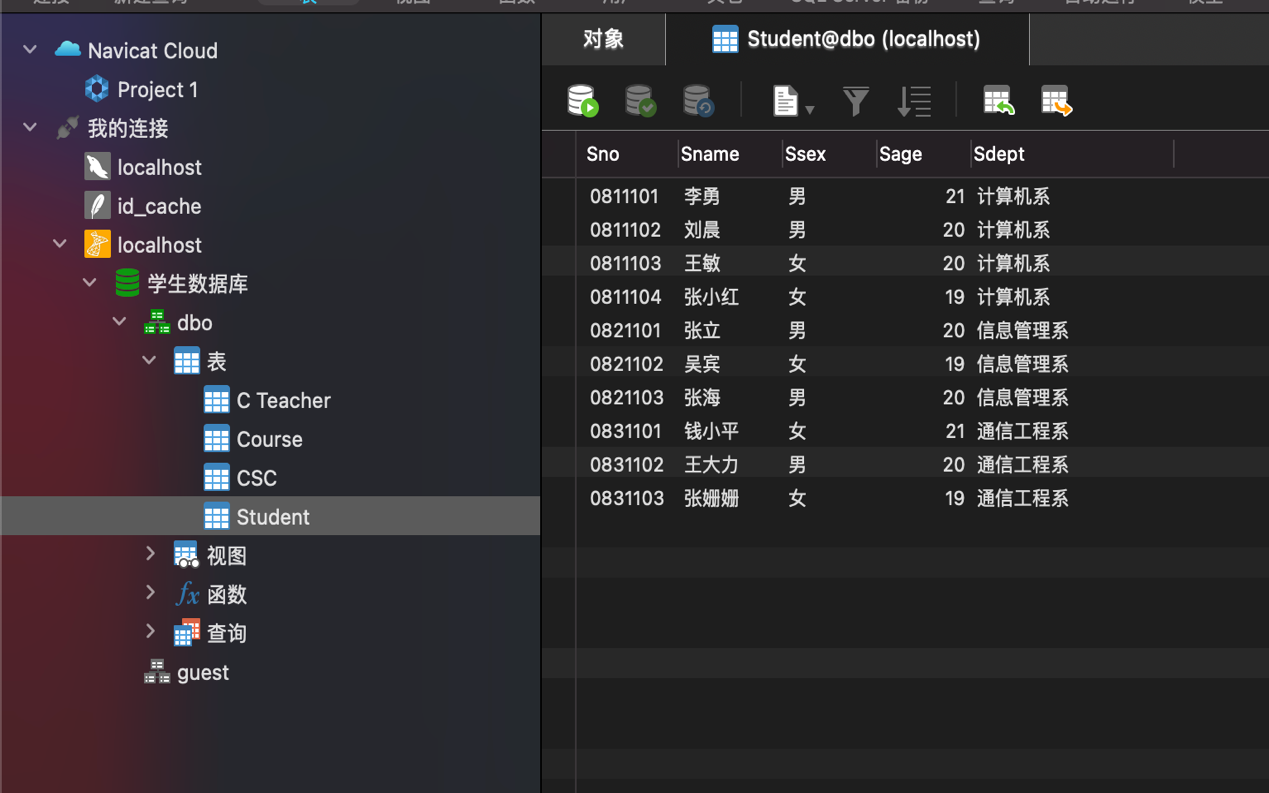 Navicat Cloud
Project 1
我的连接
localhost
id_cache
localhost
学生数据库
dbo
表
C Teacher
Course
CSC
Student
视图
fx 函数
查询
guest
对象 Student@dbo (localhost)
Sno Sname Ssex Sage Sdept
0811101 李勇 男 21 计算机系
0811102 刘晨 男 20 计算机系
0811103 王敏 女 20 计算机系
0811104 张小红 女 19 计算机系
0821101 张立 男 20 信息管理系
0821102 吴宾 女 19 信息管理系
0821103 张海 男 20 信息管理系
0831101 钱小平 女 21 通信工程系
0831102 王大力 男 20 通信工程系
0831103 张姗姗 女 19 通信工程系